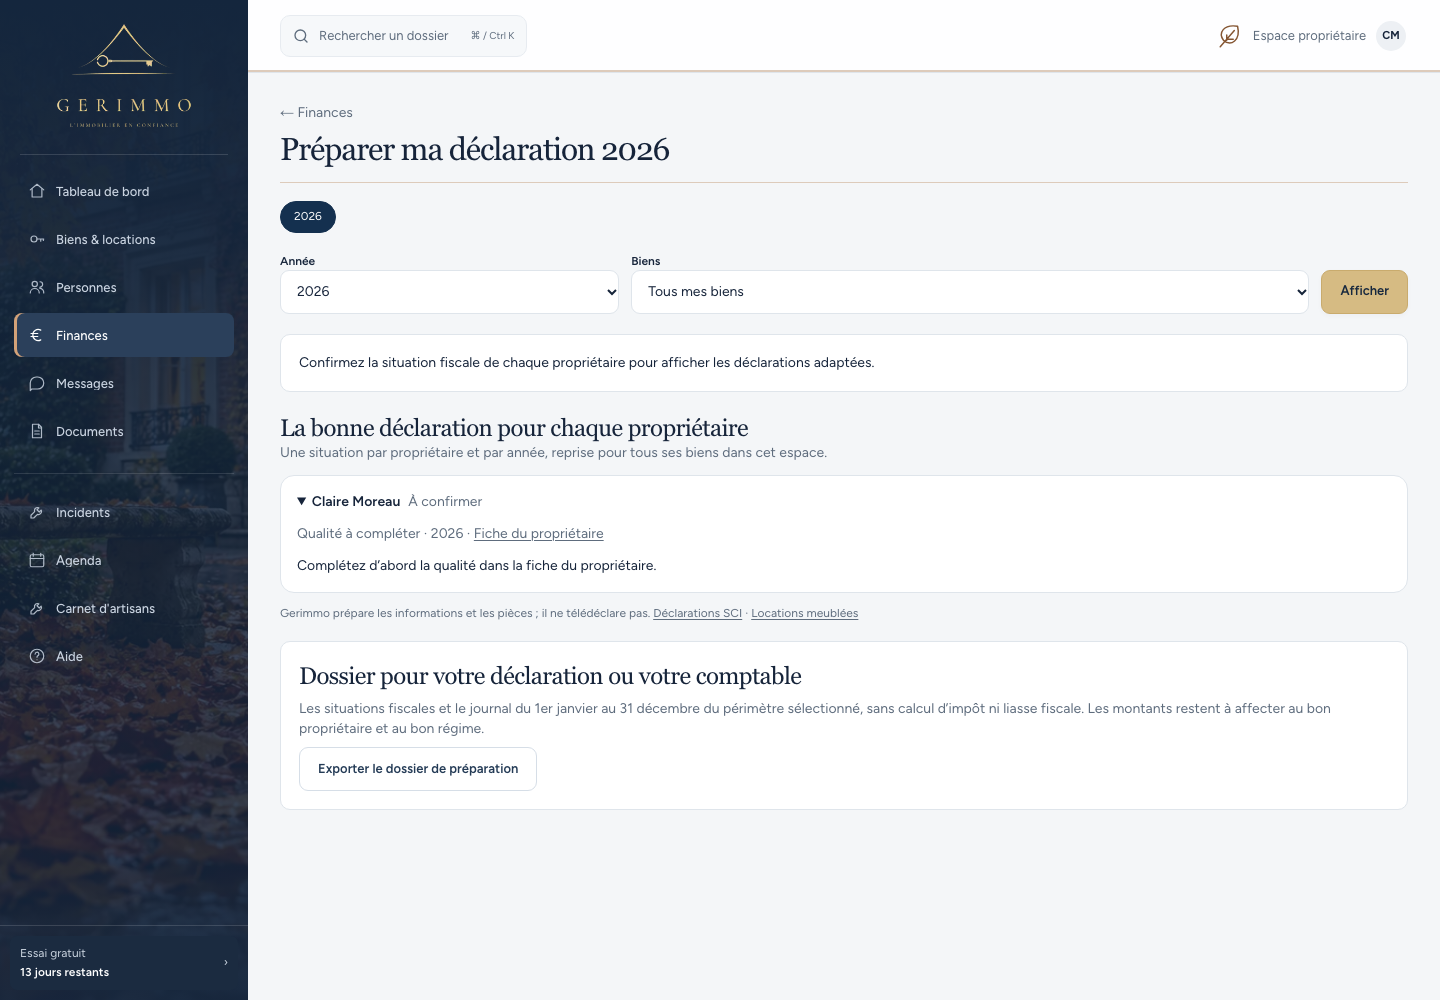 GERIMMO
L'IMMOBILIER EN CONFIANCE
Tableau de bord
Biens & locations
Personnes
Finances
Messages
Documents
Incidents
Agenda
Carnet d'artisans
Aide
Essai gratuit
13 jours restants
Rechercher un dossier ⌘ / Ctrl K
Espace propriétaire CM
← Finances
Préparer ma déclaration 2026
2026
Année Biens
2026 Tous mes biens Afficher
Confirmez la situation fiscale de chaque propriétaire pour afficher les déclarations adaptées.
La bonne déclaration pour chaque propriétaire
Une situation par propriétaire et par année, reprise pour tous ses biens dans cet espace.
▼ Claire Moreau À confirmer
Qualité à compléter · 2026 · Fiche du propriétaire
Complétez d’abord la qualité dans la fiche du propriétaire.
Gerimmo prépare les informations et les pièces ; il ne télédéclare pas. Déclarations SCI · Locations meublées
Dossier pour votre déclaration ou votre comptable
Les situations fiscales et le journal du 1er janvier au 31 décembre du périmètre sélectionné, sans calcul d’impôt ni liasse fiscale. Les montants restent à affecter au bon
propriétaire et au bon régime.
Exporter le dossier de préparation